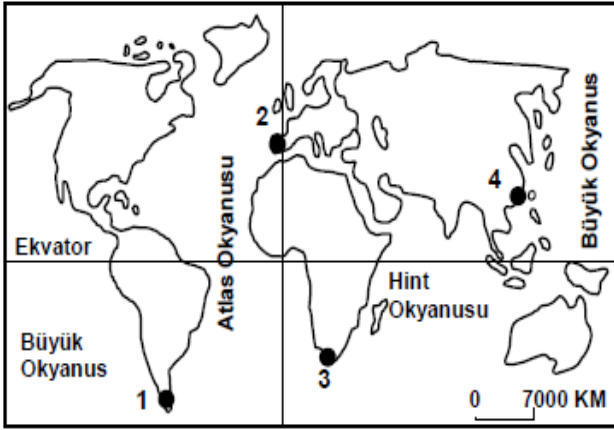 2
4
Büyük Okyanus
Atlas Okyanusu
Ekvator
Hint
Okyanusu
Büyük
Okyanus
1
3
0 7000 KM